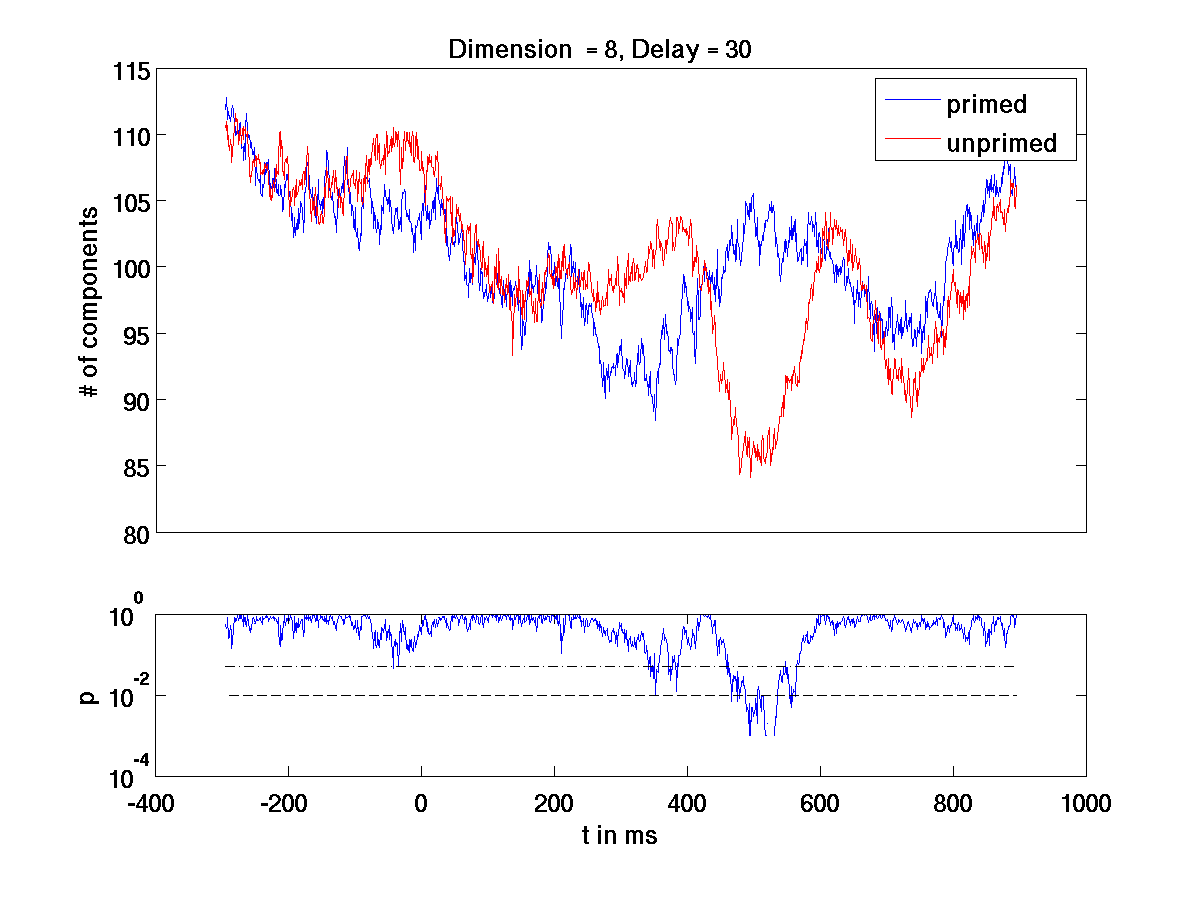 Dimension  = 8, Delay = 30
115
110
105
100
95
90
85
80
# of components
primed
unprimed
10^0
10^-2
10^-4
p
-400 -200 0 200 400 600 800 1000
t in ms